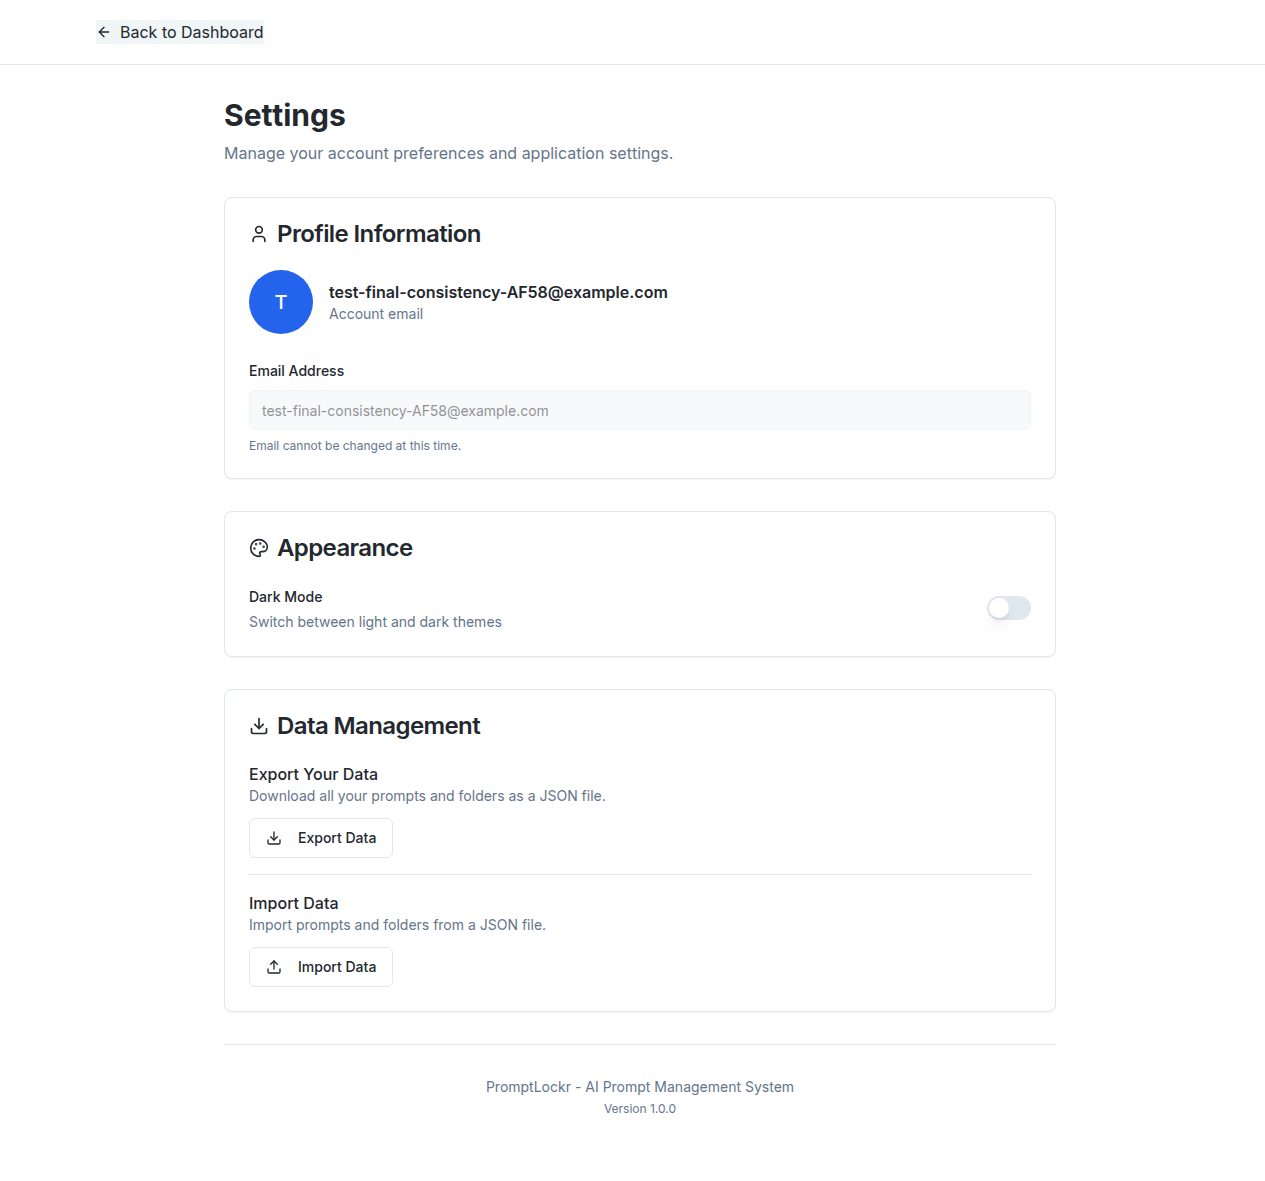 Back to Dashboard
Settings
Manage your account preferences and application settings.
Profile Information
T
test-final-consistency-AF58@example.com
Account email
Email Address
test-final-consistency-AF58@example.com
Email cannot be changed at this time.
Appearance
Dark Mode
Switch between light and dark themes
Data Management
Export Your Data
Download all your prompts and folders as a JSON file.
Export Data
Import Data
Import prompts and folders from a JSON file.
Import Data
PromptLockr - AI Prompt Management System
Version 1.0.0